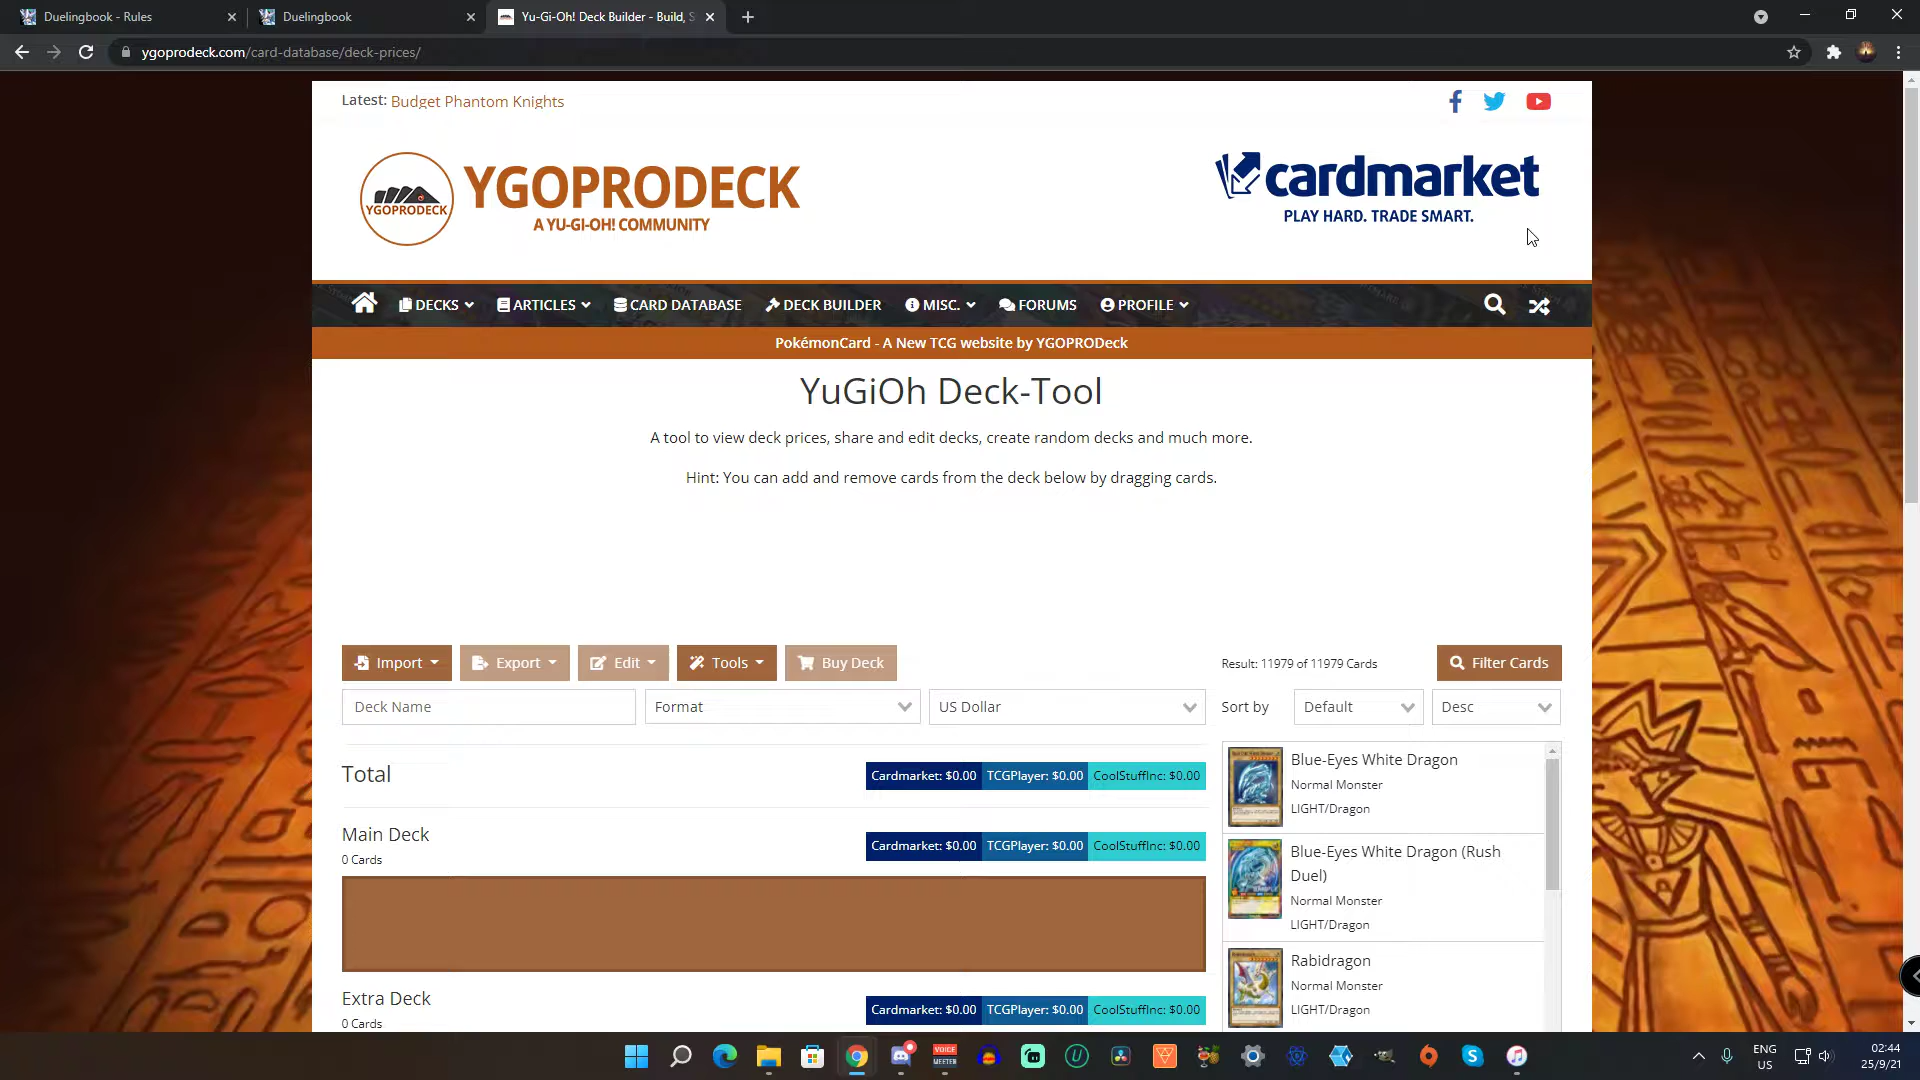 Duelingbook - Rules
Duelingbook
Yu-Gi-Oh! Deck Builder - Build, S
ygoprodeck.com/card-database/deck-prices/
Latest: Budget Phantom Knights
YGOPRODECK
YGOPRODECK
A YU-GI-OH! COMMUNITY
cardmarket
PLAY HARD. TRADE SMART.
DECKS ARTICLES CARD DATABASE DECK BUILDER MISC. FORUMS PROFILE
PokémonCard - A New TCG website by YGOPRODeck
YuGiOh Deck-Tool
A tool to view deck prices, share and edit decks, create random decks and much more.
Hint: You can add and remove cards from the deck below by dragging cards.
Import Export Edit Tools Buy Deck
Result: 11979 of 11979 Cards Filter Cards
Deck Name Format US Dollar
Sort by Default Desc
Total Cardmarket: $0.00 TCGPlayer: $0.00 CoolStuffInc: $0.00
Main Deck Cardmarket: $0.00 TCGPlayer: $0.00 CoolStuffInc: $0.00
0 Cards
Extra Deck Cardmarket: $0.00 TCGPlayer: $0.00 CoolStuffInc: $0.00
0 Cards
Blue-Eyes White Dragon
Normal Monster
LIGHT/Dragon
Blue-Eyes White Dragon (Rush
Duel)
Normal Monster
LIGHT/Dragon
Rabidragon
Normal Monster
LIGHT/Dragon
VOICE
MEETER
ENG
US
02:44
25/9/21